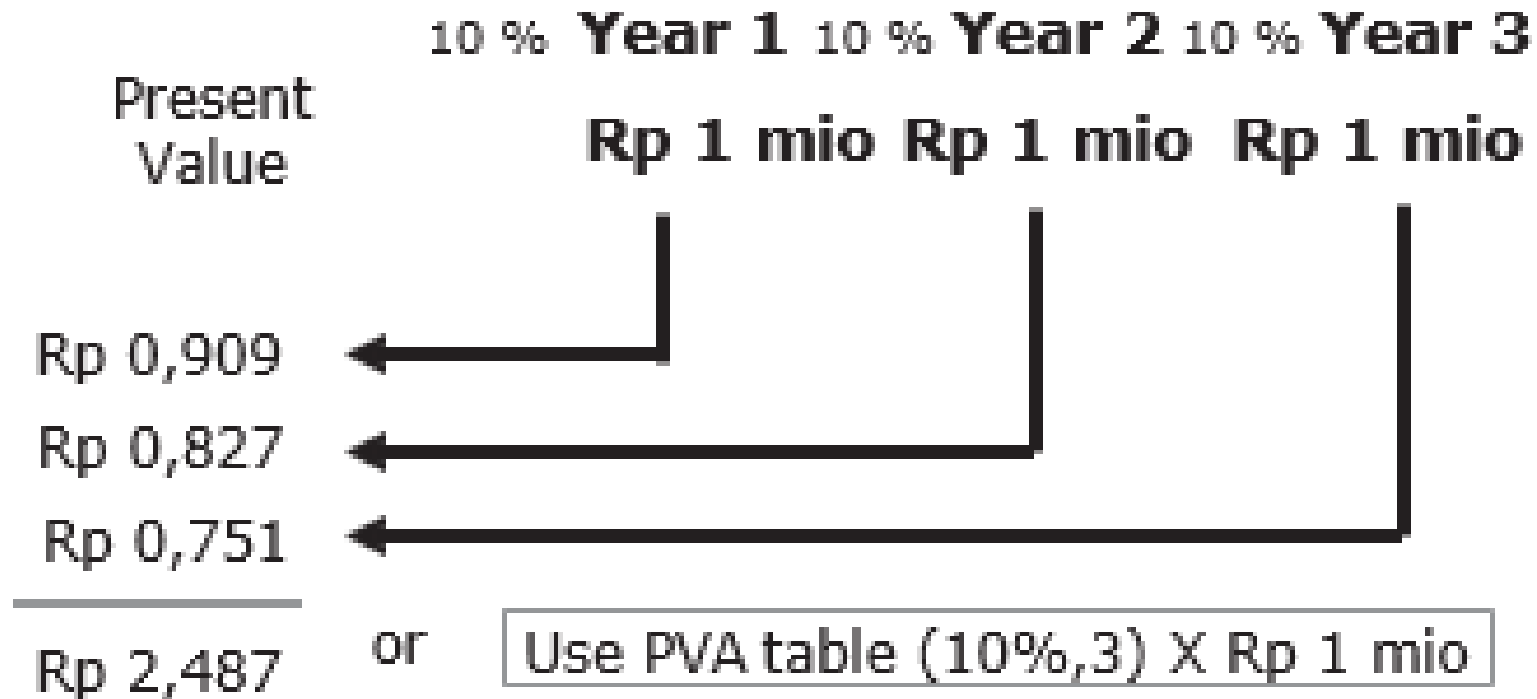 10 % Year 1 10 % Year 2 10 % Year 3
Present
Value
Rp 1 mio Rp 1 mio Rp 1 mio
Rp 0,909
Rp 0,827
Rp 0,751
Rp 2,487 or Use PVA table (10%,3) X Rp 1 mio